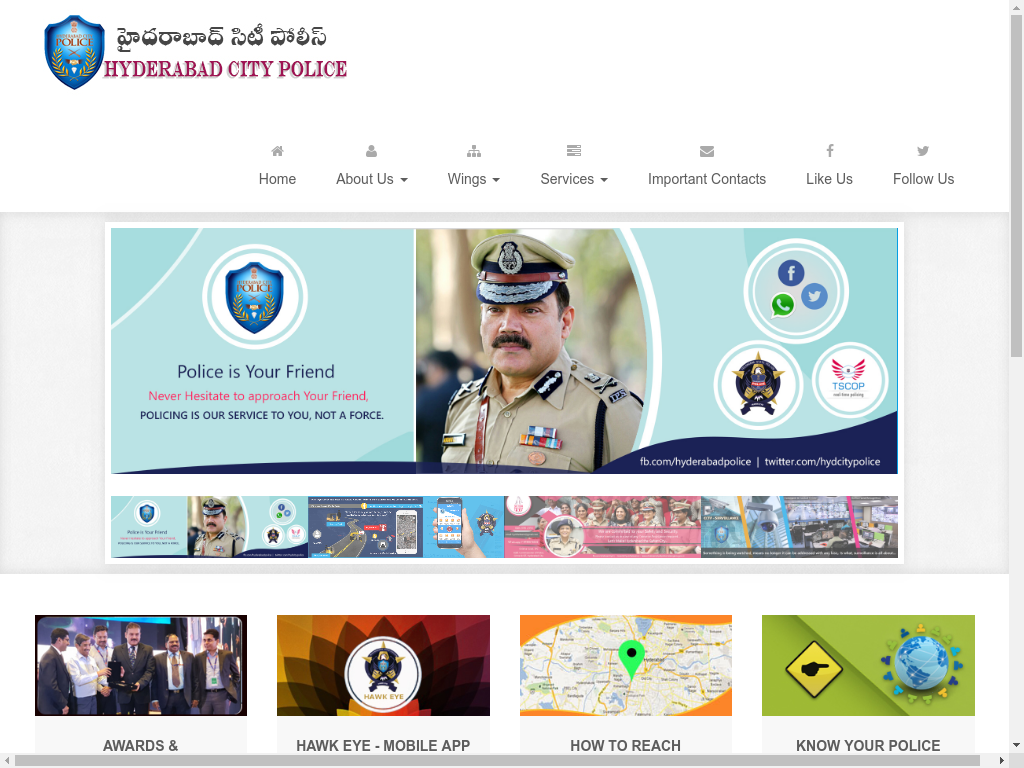 హైదరాబాద్ సిటీ పోలీస్
HYDERABAD CITY POLICE
Home
About Us
Wings
Services
Important Contacts
Like Us
Follow Us
POLICE
Police is Your Friend
Never Hesitate to approach Your Friend,
POLICING IS OUR SERVICE TO YOU, NOT A FORCE.
TSCOP
fb.com/hyderabadpolice | twitter.com/hydcitypolice
HAWK EYE
Hyderabad
AWARDS &
HAWK EYE - MOBILE APP
HOW TO REACH
KNOW YOUR POLICE